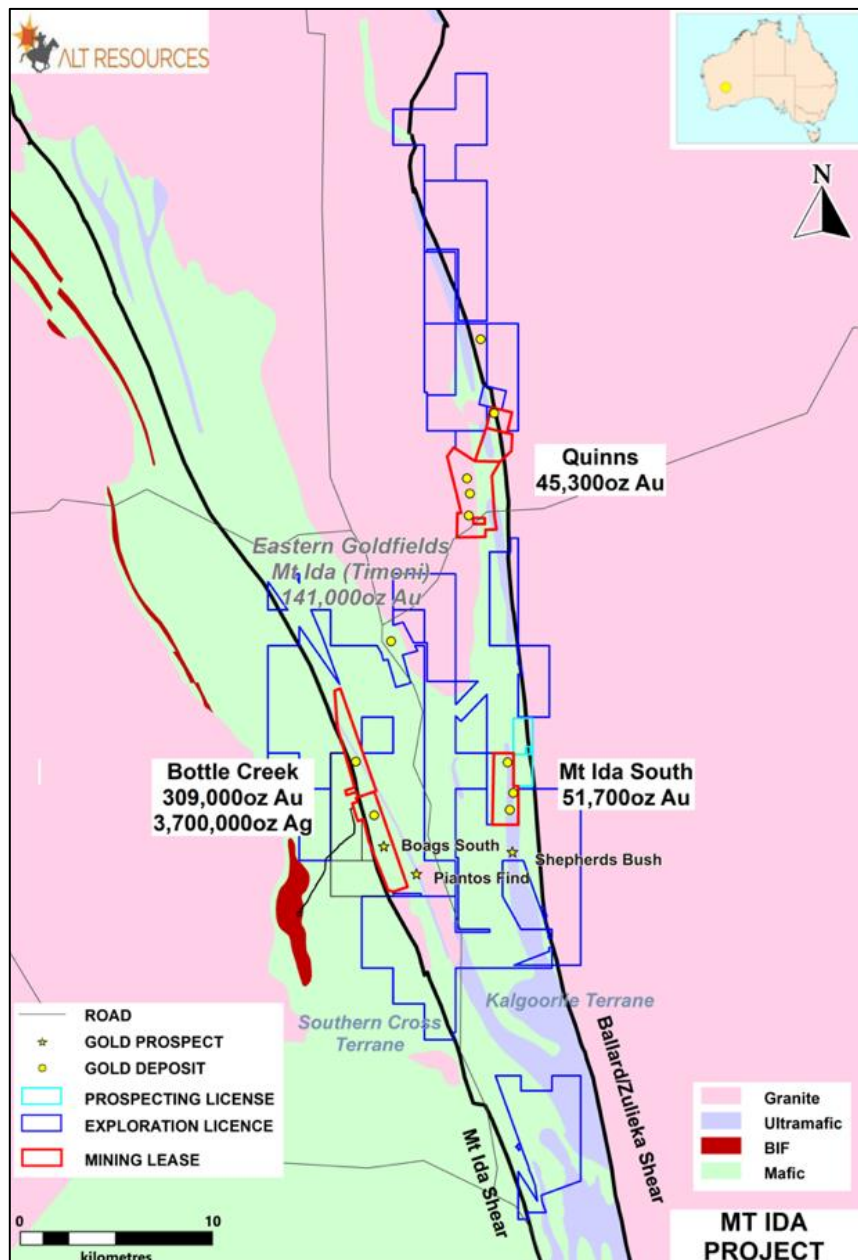 ALT RESOURCES
N
Quinns
45,300oz Au
Eastern Goldfields
Mt Ida (Timoni)
141,000oz Au
Bottle Creek
309,000oz Au
3,700,000oz Ag
Mt Ida South
51,700oz Au
Boags South
Piantos Find
Shepherds Bush
Kalgoorlie Terrane
Southern Cross
Terrane
Mt Ida Shear
Ballard/Zulieka Shear
ROAD
GOLD PROSPECT
GOLD DEPOSIT
PROSPECTING LICENSE
EXPLORATION LICENCE
MINING LEASE
0 10
kilometres
Granite
Ultramafic
BIF
Mafic
MT IDA
PROJECT